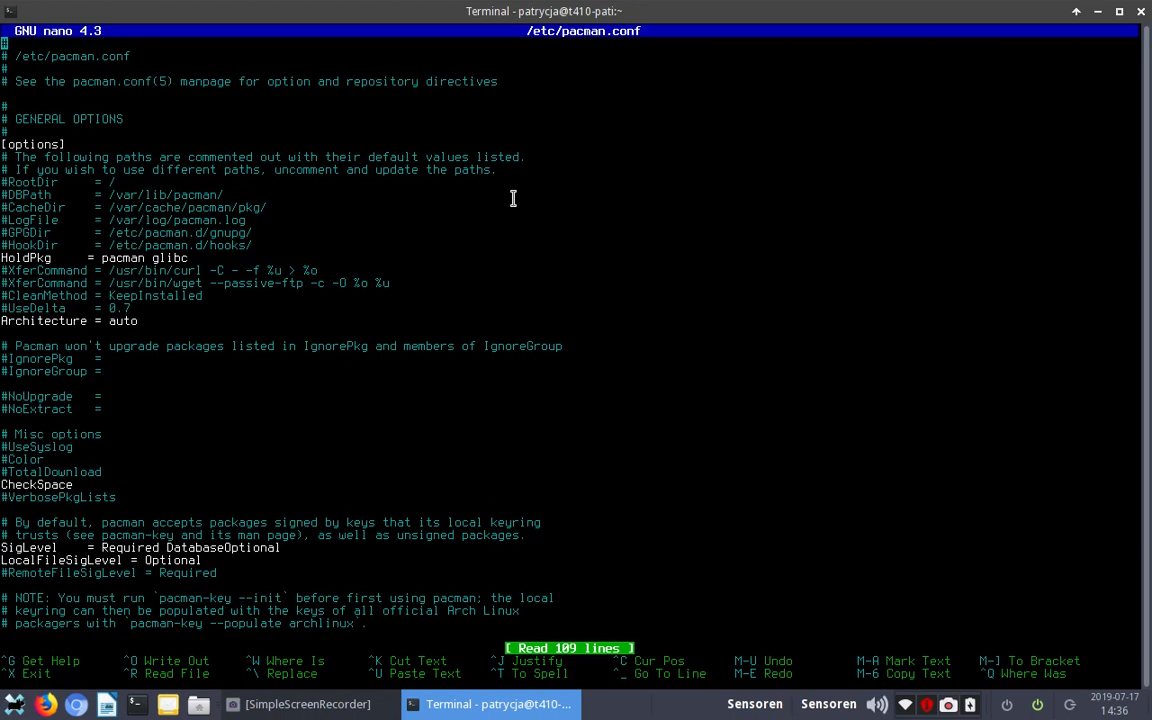 Terminal - patrycja@t410-pati:~
GNU nano 4.3 /etc/pacman.conf
#
# /etc/pacman.conf
#
# See the pacman.conf(5) manpage for option and repository directives
#
# GENERAL OPTIONS
#
[options]
# The following paths are commented out with their default values listed.
# If you wish to use different paths, uncomment and update the paths.
#RootDir     = /
#DBPath      = /var/lib/pacman/
#CacheDir    = /var/cache/pacman/pkg/
#LogFile     = /var/log/pacman.log
#GPGDir      = /etc/pacman.d/gnupg/
#HookDir     = /etc/pacman.d/hooks/
HoldPkg     = pacman glibc
#XferCommand = /usr/bin/curl -C - -f %u > %o
#XferCommand = /usr/bin/wget --passive-ftp -c -O %o %u
#CleanMethod = KeepInstalled
#UseDelta    = 0.7
Architecture = auto
# Pacman won't upgrade packages listed in IgnorePkg and members of IgnoreGroup
#IgnorePkg   =
#IgnoreGroup =
#NoUpgrade   =
#NoExtract   =
# Misc options
#UseSyslog
#Color
#TotalDownload
CheckSpace
#VerbosePkgLists
# By default, pacman accepts packages signed by keys that its local keyring
# trusts (see pacman-key and its man page), as well as unsigned packages.
SigLevel    = Required DatabaseOptional
LocalFileSigLevel = Optional
#RemoteFileSigLevel = Required
# NOTE: You must run `pacman-key --init` before first using pacman; the local
# keyring can then be populated with the keys of all official Arch Linux
# packagers with `pacman-key --populate archlinux`.
[ Read 109 lines ]
^G Get Help ^O Write Out ^W Where Is ^K Cut Text ^J Justify ^C Cur Pos M-U Undo M-A Mark Text M-] To Bracket
^X Exit ^R Read File ^\ Replace ^U Paste Text ^T To Spell ^_ Go To Line M-E Redo M-6 Copy Text ^Q Where Was
[SimpleScreenRecorder] Terminal - patrycja@t410-... Sensoren Sensoren 2019-07-17
14:36